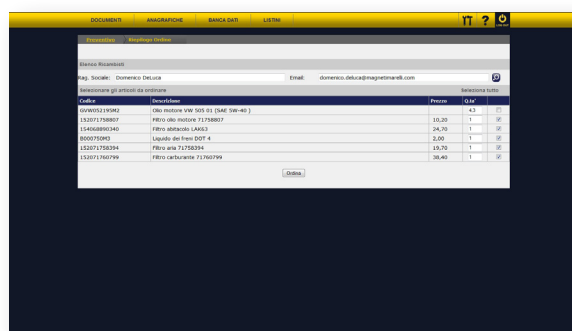 DOCUMENTI ANAGRAFICHE BANCA DATI LISTINI ?
LOG OUT
Preventivo Riepilogo Ordine
Elenco Ricambisti
Rag. Sociale: Domenico DeLuca Email: domenico.deluca@magnetimarelli.com
Selezionare gli articoli da ordinare Seleziona tutto
Codice Descrizione Prezzo Q.ta'
GVW052195M2 Olio motore VW 505 01 (SAE 5W-40 ) 4.3
152071758807 Filtro olio motore 71758807 10,20 1
154068890340 Filtro abitacolo LAK63 24,70 1
B000750M3 Liquido dei freni DOT 4 2,00 1
152071758394 Filtro aria 71758394 19,70 1
152071760799 Filtro carburante 71760799 38,40 1
Ordina